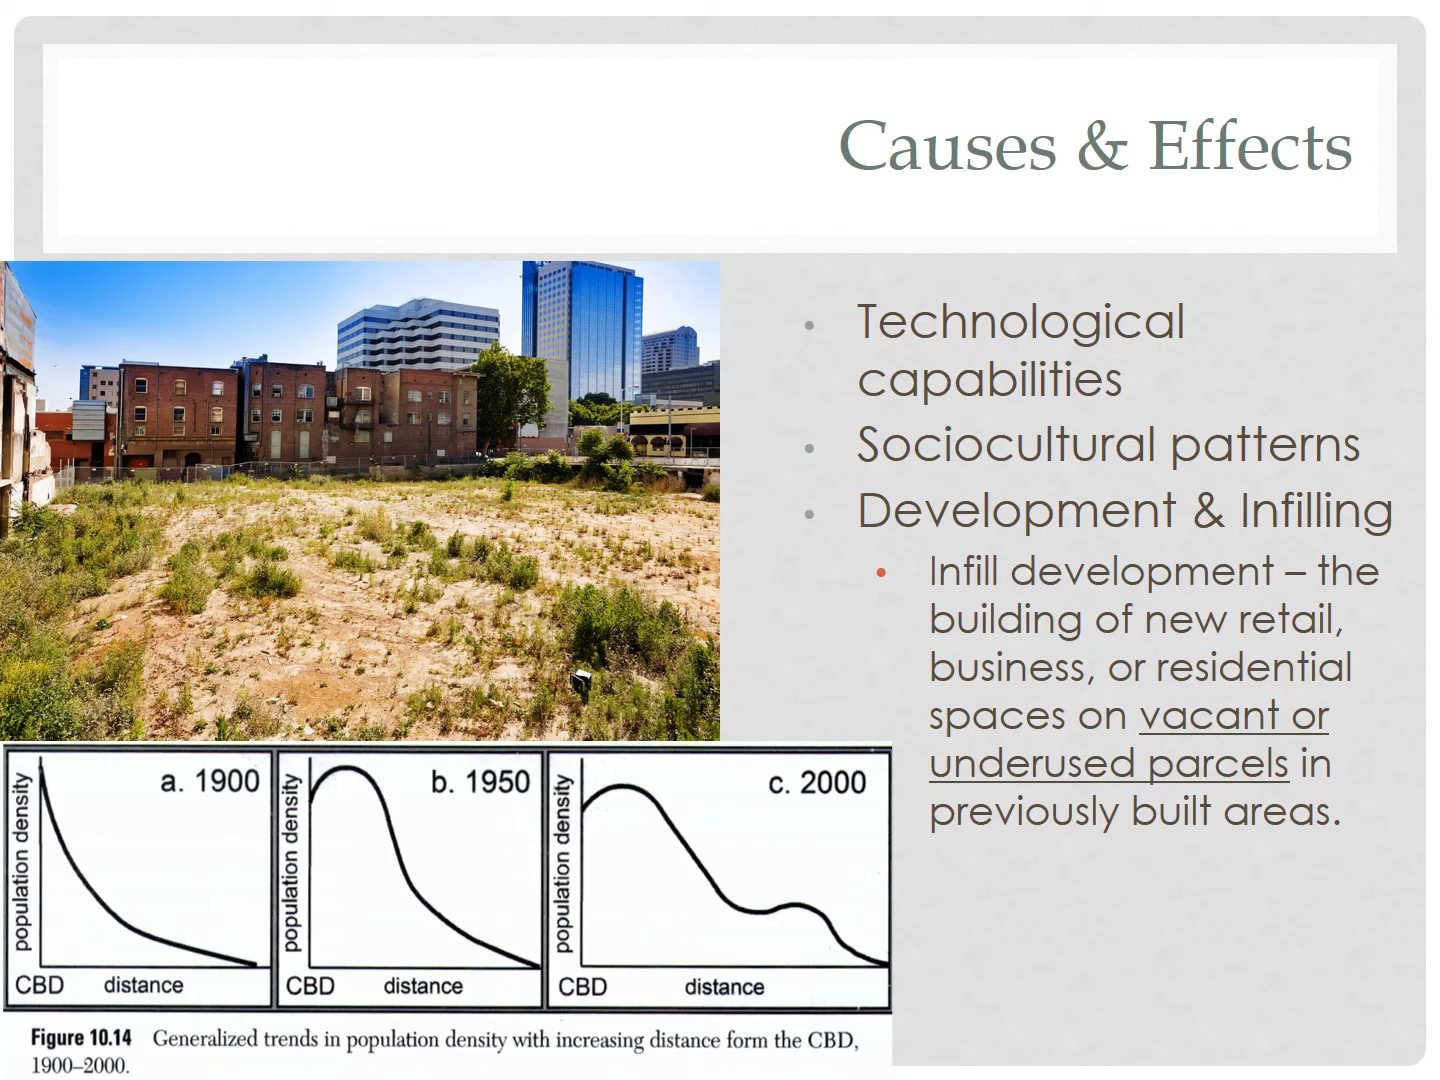 Causes & Effects
• Technological
capabilities
• Sociocultural patterns
• Development & Infilling
• Infill development – the
building of new retail,
business, or residential
spaces on vacant or
underused parcels in
previously built areas.
a. 1900
population density
CBD distance
b. 1950
population density
CBD distance
c. 2000
population density
CBD distance
Figure 10.14 Generalized trends in population density with increasing distance form the CBD,
1900–2000.